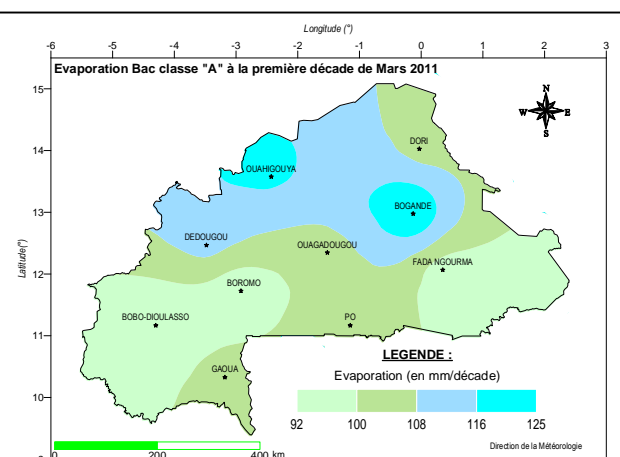 Longitude (°)
-6 -5 -4 -3 -2 -1 0 1 2 3
Evaporation Bac classe "A" à la première décade de Mars 2011
15
14
13
12
11
10
Latitude(°)
N
W E
S
DORI
OUAHIGOUYA
BOGANDE
DEDOUGOU
OUAGADOUGOU
FADA NGOURMA
BOROMO
BOBO-DIOULASSO
PO
GAOUA
LEGENDE :
Evaporation (en mm/décade)
92 100 108 116 125
Direction de la Météorologie
0 200 400 km